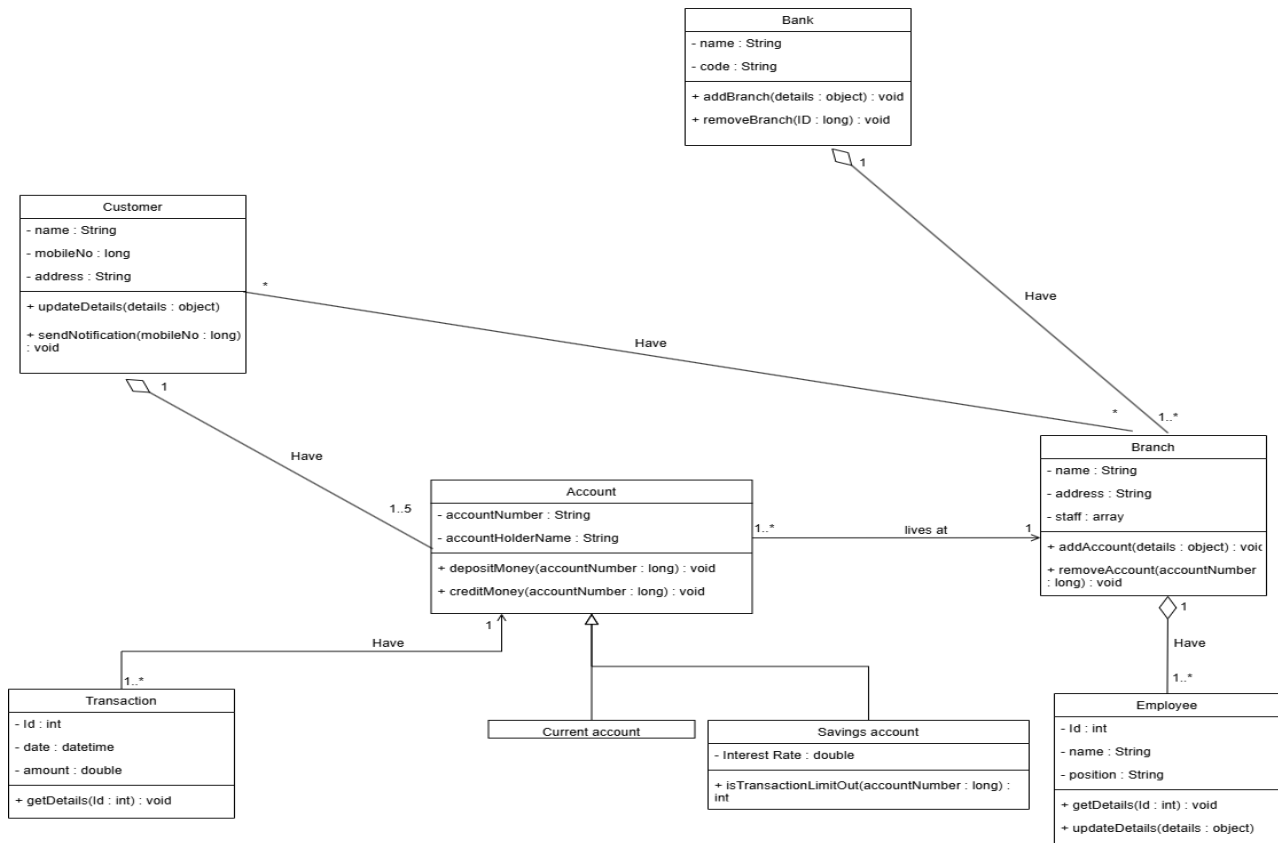 Bank
- name : String
- code : String
+ addBranch(details : object) : void
+ removeBranch(ID : long) : void
1
Customer
- name : String
- mobileNo : long
- address : String
+ updateDetails(details : object)
+ sendNotification(mobileNo : long)
: void
*
Have
Have
*
1..*
1
Have
1..5
Branch
- name : String
- address : String
- staff : array
+ addAccount(details : object) : voic
+ removeAccount(accountNumber
: long) : void
Account
- accountNumber : String
- accountHolderName : String
+ depositMoney(accountNumber : long) : void
+ creditMoney(accountNumber : long) : void
1..*
lives at
1
1
Have
1..*
1
Have
1..*
Transaction
- Id : int
- date : datetime
- amount : double
+ getDetails(Id : int) : void
Current account
Savings account
- Interest Rate : double
+ isTransactionLimitOut(accountNumber : long) :
int
Employee
- Id : int
- name : String
- position : String
+ getDetails(Id : int) : void
+ updateDetails(details : object)